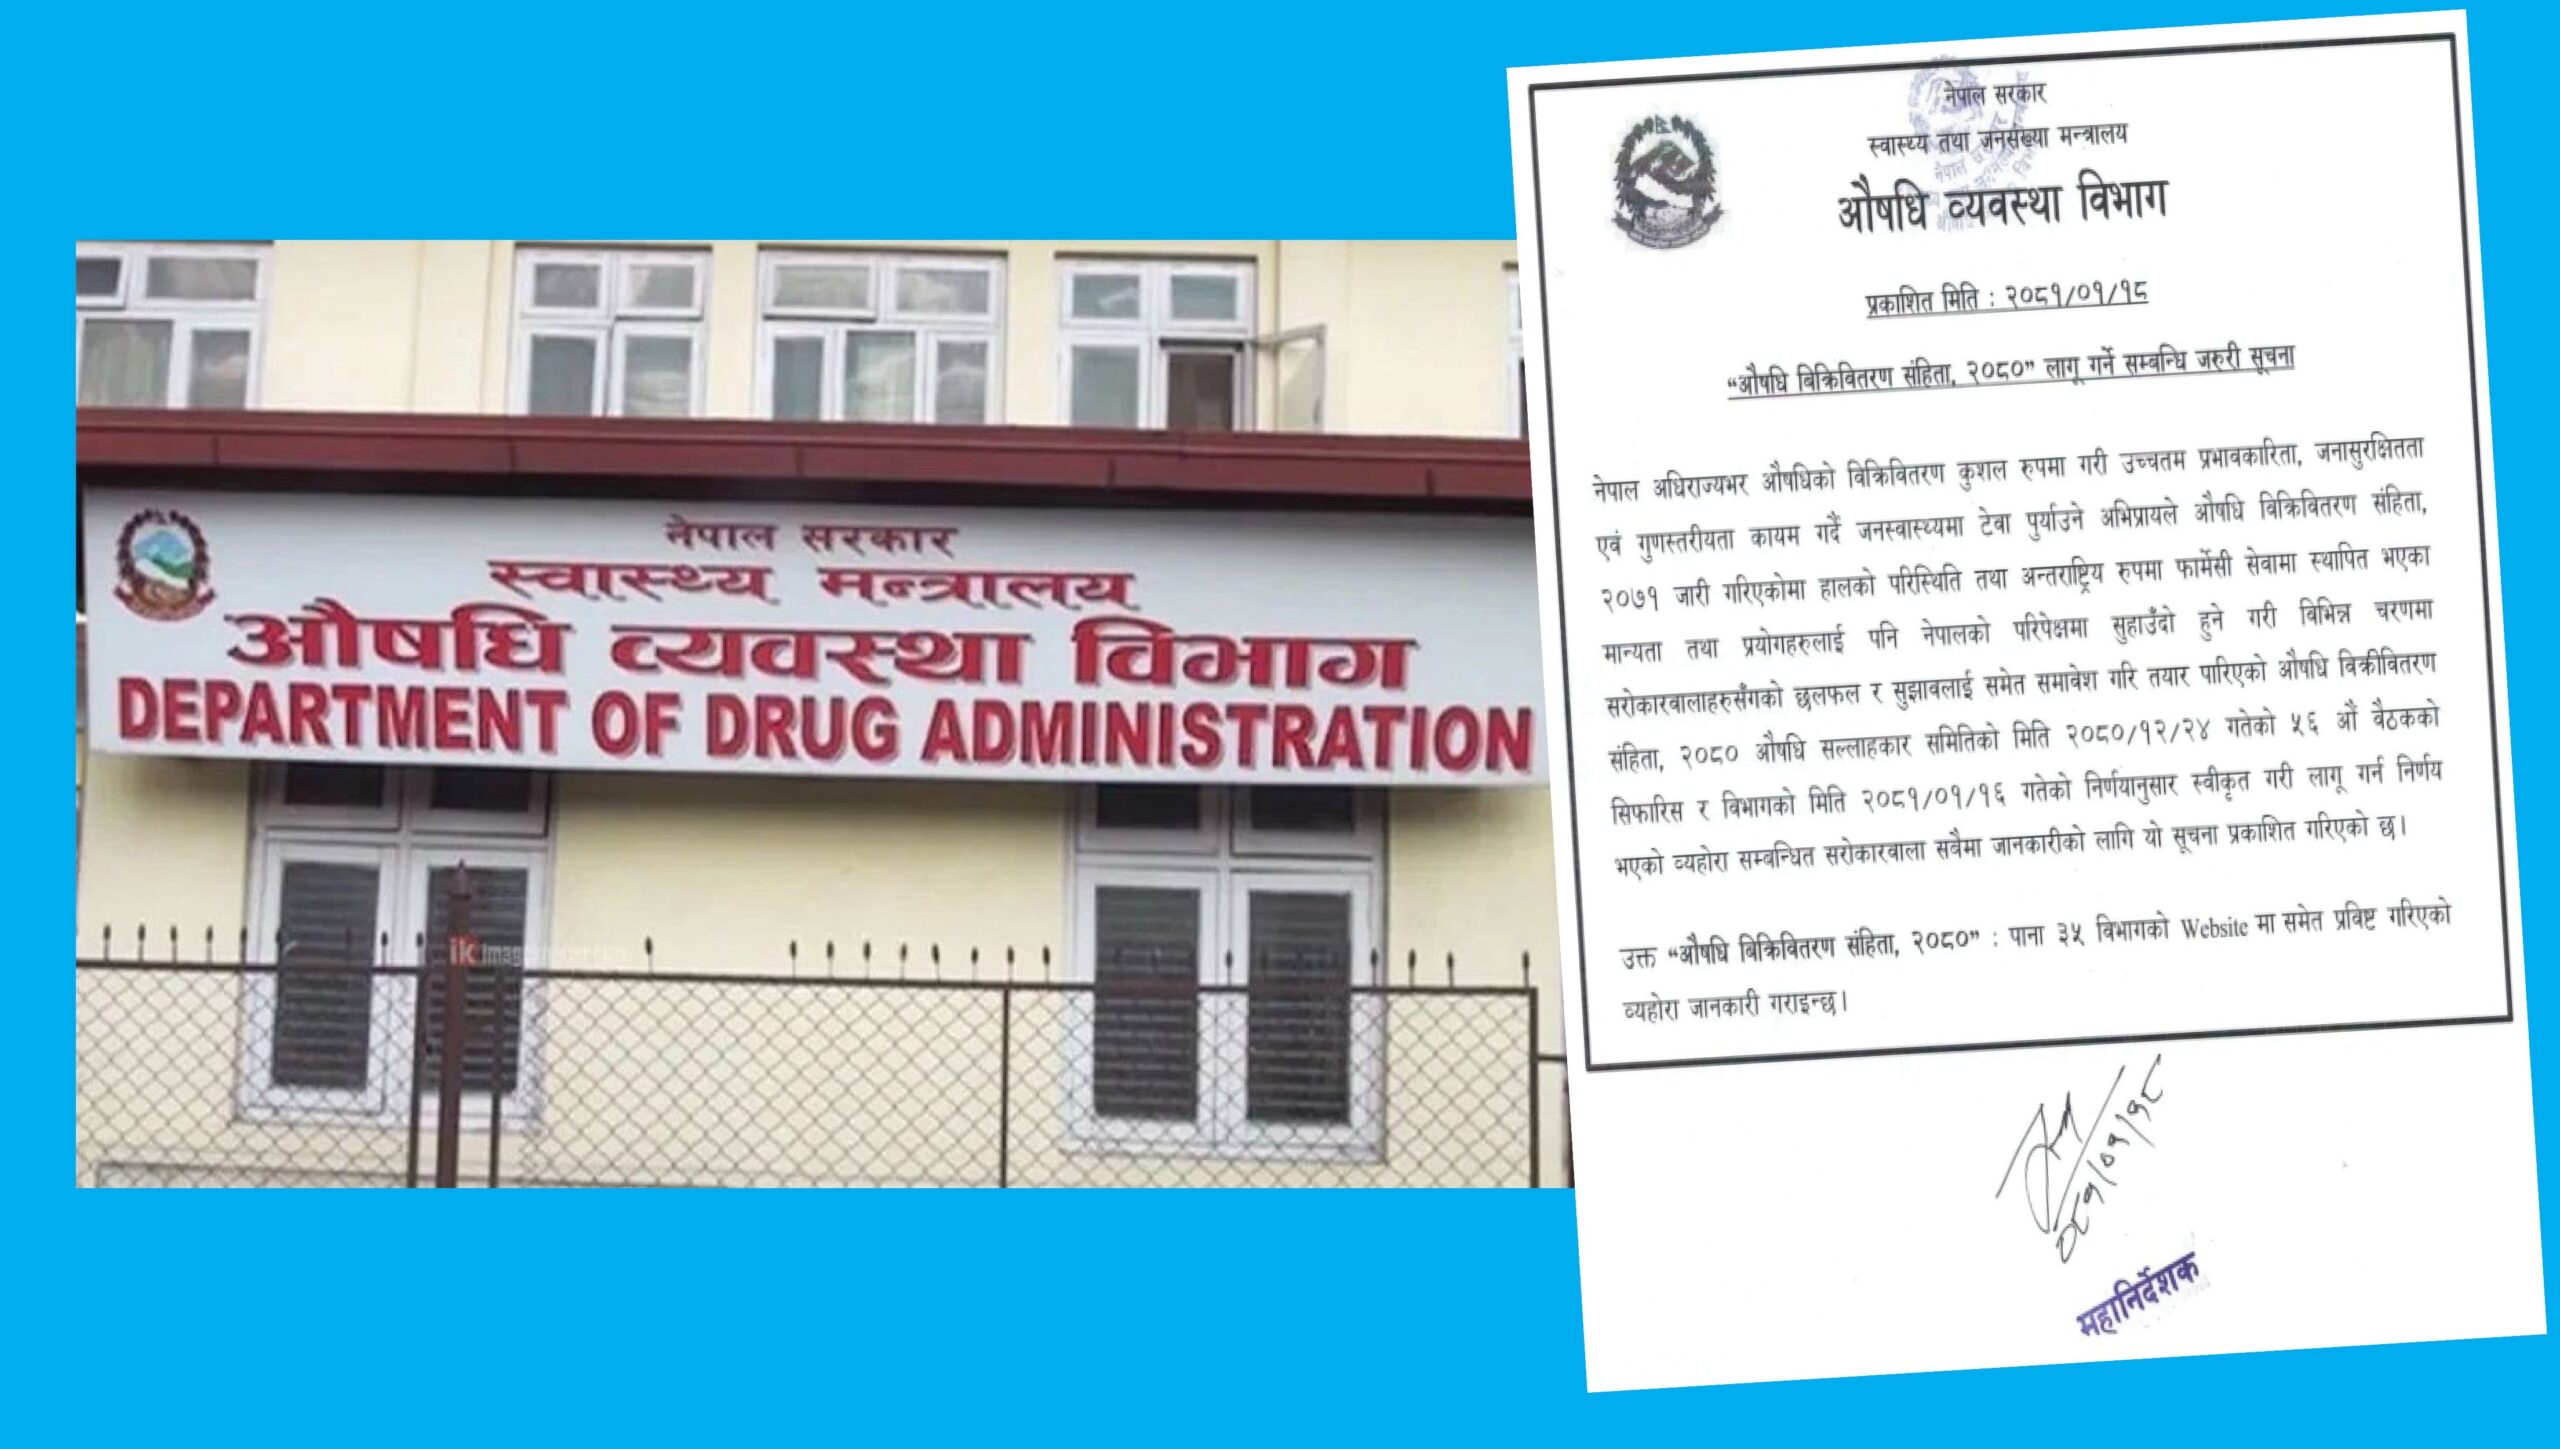 नेपाल सरकार
स्वास्थ्य मन्त्रालय
औषधि व्यवस्था विभाग
DEPARTMENT OF DRUG ADMINISTRATION
नेपाल सरकार
स्वास्थ्य तथा जनसंख्या मन्त्रालय
औषधि व्यवस्था विभाग
प्रकाशित मिति : २०८१/०१/१८
“औषधि बिक्रिवितरण संहिता, २०८०” लागू गर्ने सम्बन्धि जरुरी सूचना
नेपाल अधिराज्यभर औषधिको बिक्रिवितरण कुशल रुपमा गरी उच्चतम प्रभावकारिता, जनासुरक्षितता
एवं गुणस्तरीयता कायम गर्दै जनस्वास्थ्यमा टेवा पुर्याउने अभिप्रायले औषधि बिक्रिवितरण संहिता,
२०७१ जारी गरिएकोमा हालको परिस्थिति तथा अन्तराष्ट्रिय रुपमा फार्मेसी सेवामा स्थापित भएका
मान्यता तथा प्रयोगहरुलाई पनि नेपालको परिपेक्षमा सुहाउँदो हुने गरी विभिन्न चरणमा
सरोकारवालाहरुसँगको छलफल र सुझावलाई समेत समावेश गरि तयार पारिएको औषधि विक्रीवितरण
संहिता, २०८० औषधि सल्लाहकार समितिको मिति २०८०/१२/२४ गतेको ५६ औं बैठकको
सिफारिस र विभागको मिति २०८१/०१/१६ गतेको निर्णयानुसार स्वीकृत गरी लागू गर्न निर्णय
भएको व्यहोरा सम्बन्धित सरोकारवाला सवैमा जानकारीको लागि यो सूचना प्रकाशित गरिएको छ।
उक्त “औषधि बिक्रिवितरण संहिता, २०८०” : पाना ३५ विभागको Website मा समेत प्रविष्ट गरिएको
व्यहोरा जानकारी गराइन्छ।
२०८१/०१/१८
महानिर्देशक